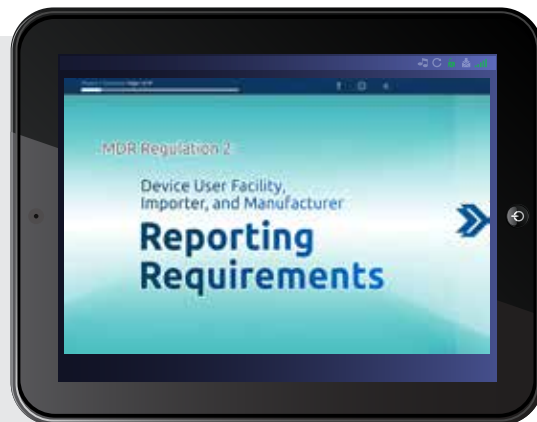 MDR Regulation 2
Device User Facility,
Importer, and Manufacturer
Reporting
Requirements